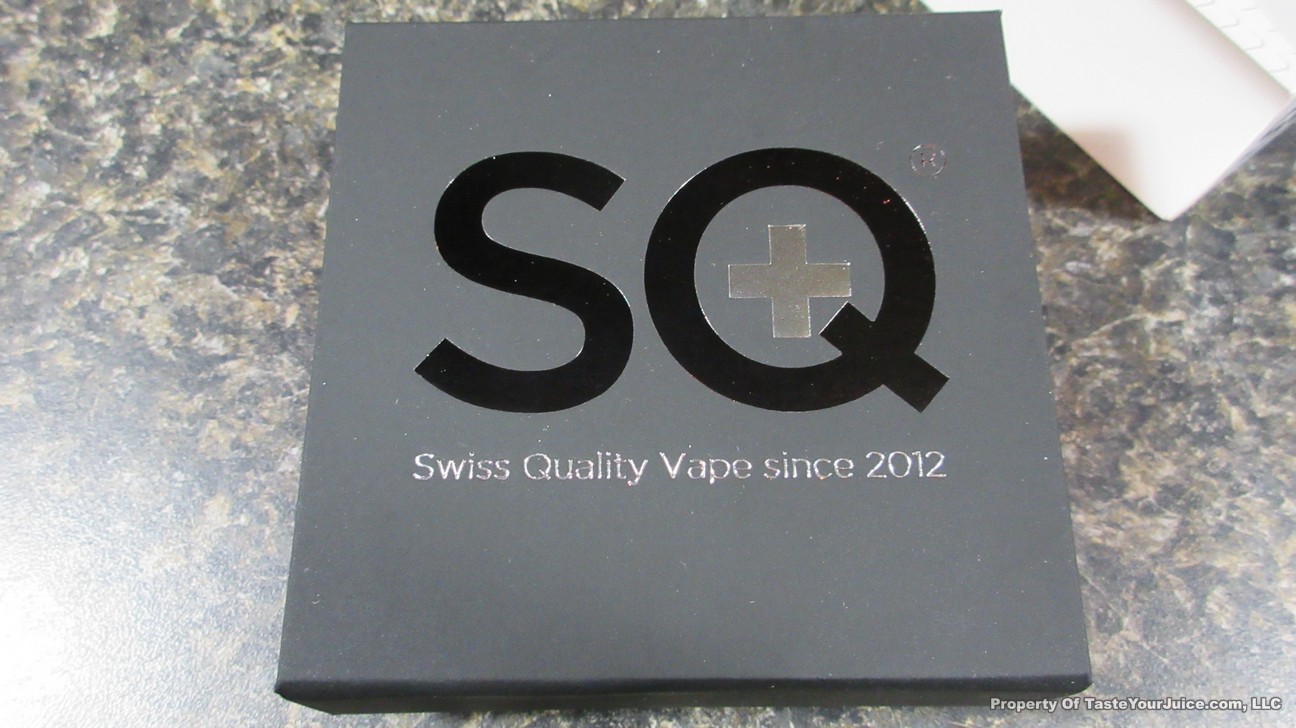 SQ®
Swiss Quality Vape since 2012
Property Of TasteYourJuice.com, LLC